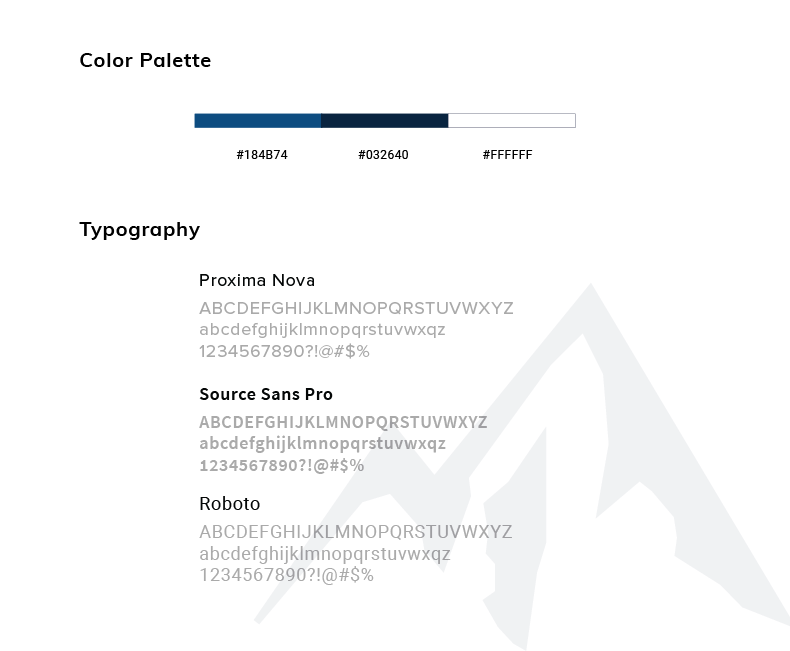 Color Palette
#184B74 #032640 #FFFFFF
Typography
Proxima Nova
ABCDEFGHIJKLMNOPQRSTUVWXYZ
abcdefghijklmnopqrstuvwxqz
1234567890?!@#$%
Source Sans Pro
ABCDEFGHIJKLMNOPQRSTUVWXYZ
abcdefghijklmnopqrstuvwxqz
1234567890?!@#$%
Roboto
ABCDEFGHIJKLMNOPQRSTUVWXYZ
abcdefghijklmnopqrstuvwxqz
1234567890?!@#$%